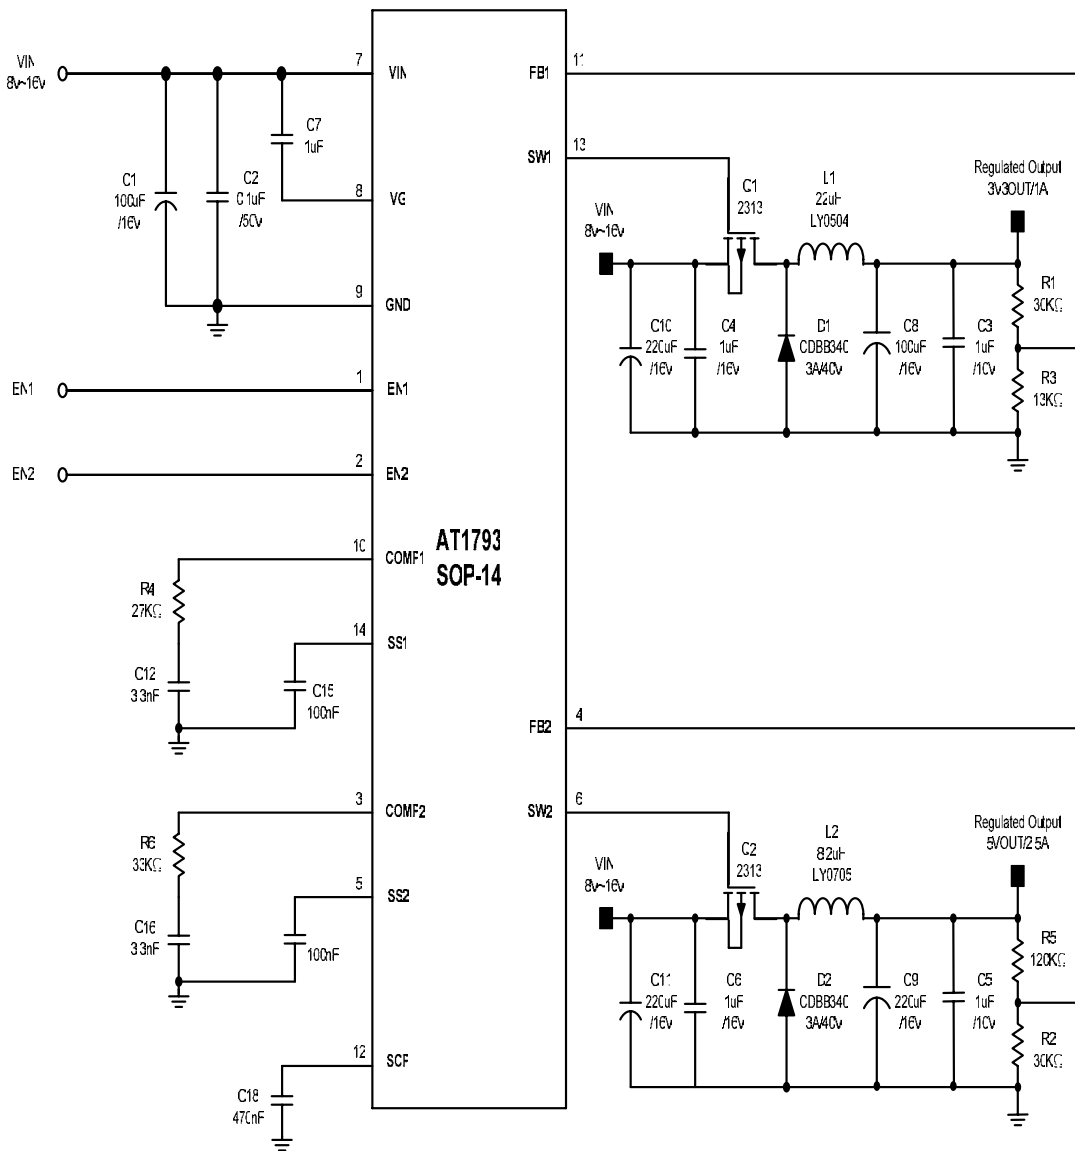 VIN
8v~16v
7
VIN
C7
1uF
C1
100uF
/16v
C2
0.1uF
/50v
8
VG
9
GND
EN1
1
EN1
EN2
2
EN2
10
COMP1
R4
27KΩ
14
SS1
C12
3.3nF
C15
100nF
3
COMP2
R6
33KΩ
5
SS2
C16
3.3nF
100nF
12
SCP
C18
470nF
AT1793
SOP-14
FB1
11
SW1
13
Regulated Output
3V3OUT/1A
VIN
8v~16v
Q1
2313
L1
22uH
LY0504
R1
30KΩ
C10
220uF
/16v
C4
1uF
/16v
D1
CDBB340
3A/40v
C8
100uF
/16v
C3
1uF
/10v
R3
13KΩ
FB2
4
SW2
6
Regulated Output
5VOUT/2.5A
VIN
8v~16v
Q2
2313
L2
8.2uH
LY0705
R5
120KΩ
C11
220uF
/16v
C6
1uF
/16v
D2
CDBB340
3A/40v
C9
220uF
/16v
C5
1uF
/10v
R2
30KΩ